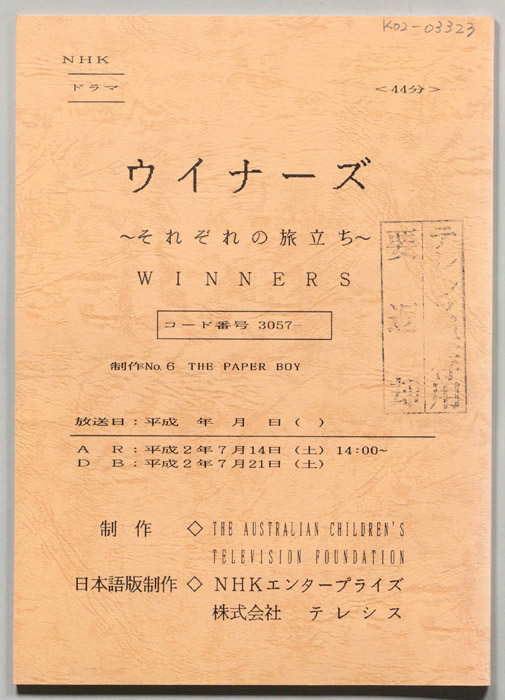 K02-03323
NHK
ドラマ
<44分>
ウイナーズ
~それぞれの旅立ち~
WINNERS
コード番号 3057-
制作No.6 THE PAPER BOY
要返却
放送日:平成 年 月 日( )
A R:平成2年7月14日(土) 14:00~
D B:平成2年7月21日(土)
制作 ◇ THE AUSTRALIAN CHILDREN'S
TELEVISION FOUNDATION
日本語版制作 ◇ NHKエンタープライズ
株式会社 テレシス